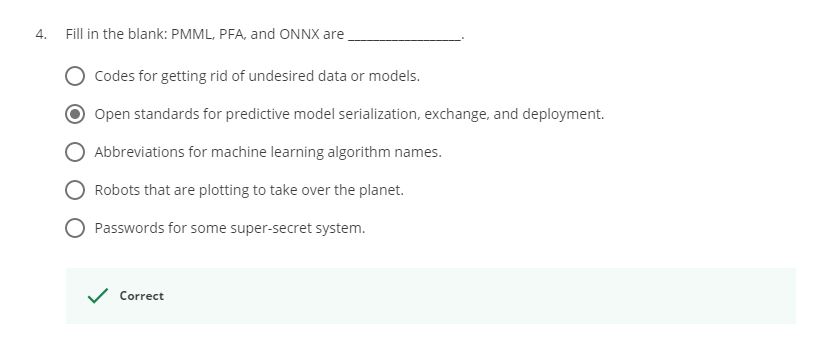 4. Fill in the blank: PMML, PFA, and ONNX are __________________.
Codes for getting rid of undesired data or models.
Open standards for predictive model serialization, exchange, and deployment.
Abbreviations for machine learning algorithm names.
Robots that are plotting to take over the planet.
Passwords for some super-secret system.
Correct